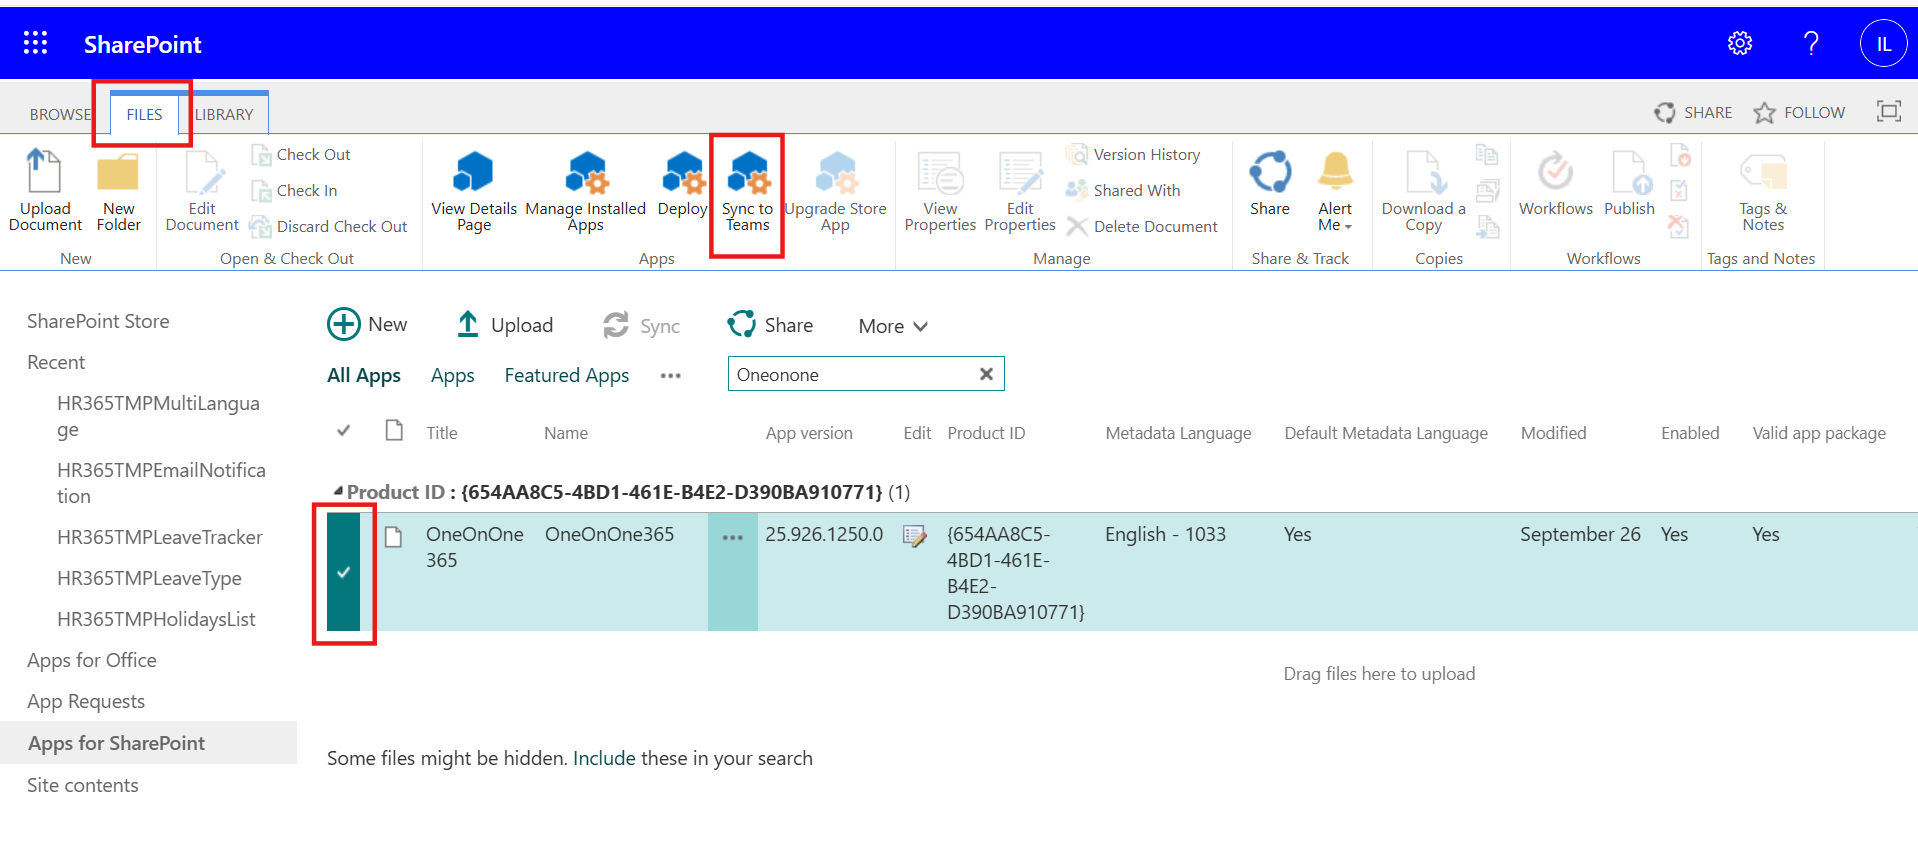 SharePoint
IL
BROWSE
FILES
LIBRARY
SHARE
FOLLOW
Upload
Document
New
Folder
New
Edit
Document
Check Out
Check In
Discard Check Out
Open & Check Out
View Details
Page
Manage Installed
Apps
Deploy
Sync to
Teams
Upgrade Store
App
Apps
View
Properties
Edit
Properties
Version History
Shared With
Delete Document
Manage
Share
Alert
Me
Share & Track
Download a
Copy
Copies
Workflows
Publish
Workflows
Tags &
Notes
Tags and Notes
SharePoint Store
Recent
HR365TMPMultiLangua
ge
HR365TMPEmailNotifica
tion
HR365TMPLeaveTracker
HR365TMPLeaveType
HR365TMPHolidaysList
Apps for Office
App Requests
Apps for SharePoint
Site contents
New
Upload
Sync
Share
More
All Apps
Apps
Featured Apps
Oneonone
Title
Name
App version
Edit
Product ID
Metadata Language
Default Metadata Language
Modified
Enabled
Valid app package
Product ID : {654AA8C5-4BD1-461E-B4E2-D390BA910771} (1)
OneOnOne
365
OneOnOne365
25.926.1250.0
{654AA8C5-
4BD1-461E-
B4E2-
D390BA910771}
English - 1033
Yes
September 26
Yes
Yes
Drag files here to upload
Some files might be hidden. Include these in your search